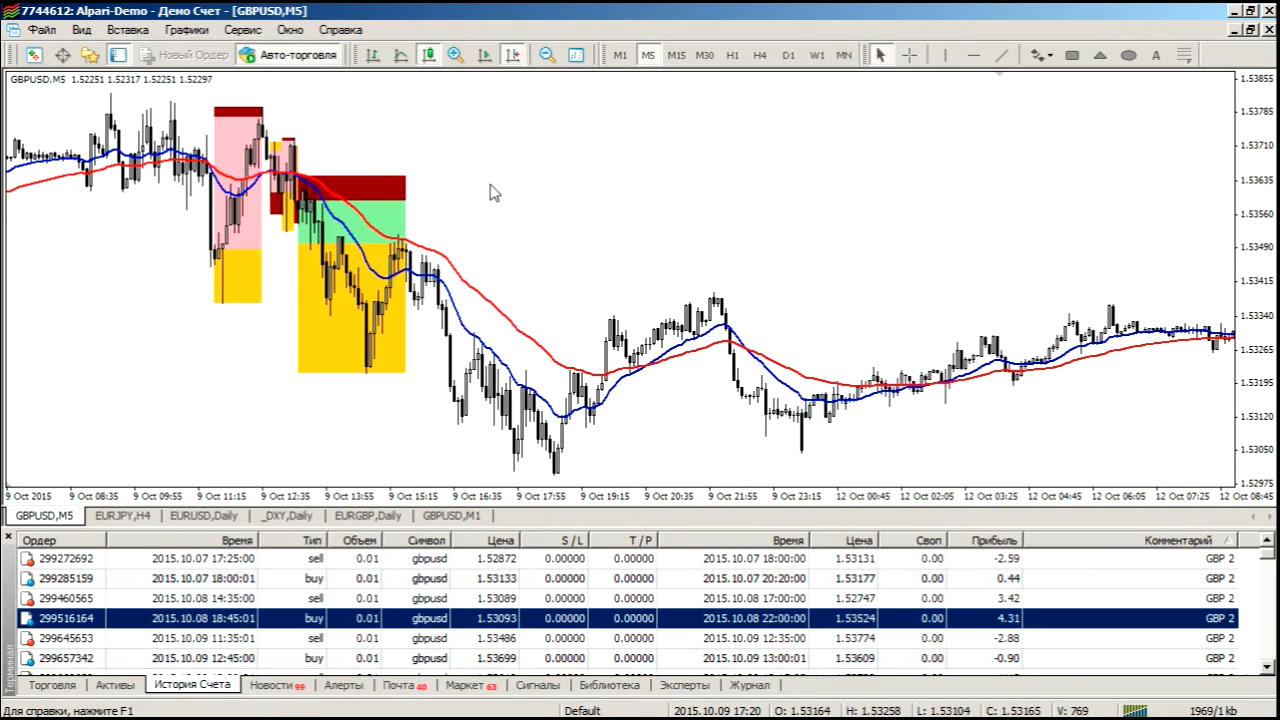 7744612: Alpari-Demo - Демо Счет - [GBPUSD,M5]
Файл Вид Вставка Графики Сервис Окно Справка
Новый Ордер Авто-торговля M1 M5 M15 M30 H1 H4 D1 W1 MN A
GBPUSD,M5 1.52251 1.52317 1.52251 1.52297
1.53855
1.53785
1.53710
1.53635
1.53560
1.53490
1.53415
1.53340
1.53265
1.53195
1.53120
1.53050
1.52975
9 Oct 2015 9 Oct 08:35 9 Oct 09:55 9 Oct 11:15 9 Oct 12:35 9 Oct 13:55 9 Oct 15:15 9 Oct 16:35 9 Oct 17:55 9 Oct 19:15 9 Oct 20:35 9 Oct 21:55 9 Oct 23:15 12 Oct 00:45 12 Oct 02:05 12 Oct 03:25 12 Oct 04:45 12 Oct 06:05 12 Oct 07:25 12 Oct 08:45
GBPUSD,M5 EURJPY,H4 EURUSD,Daily _DXY,Daily EURGBP,Daily GBPUSD,M1
Ордер Время Тип Объем Символ Цена S / L T / P Время Цена Своп Прибыль Комментарий
299272692 2015.10.07 17:25:00 sell 0.01 gbpusd 1.52872 0.00000 0.00000 2015.10.07 18:00:00 1.53131 0.00 -2.59 GBP 2
299285159 2015.10.07 18:00:01 buy 0.01 gbpusd 1.53133 0.00000 0.00000 2015.10.07 20:20:00 1.53177 0.00 0.44 GBP 2
299460565 2015.10.08 14:35:00 sell 0.01 gbpusd 1.53089 0.00000 0.00000 2015.10.08 17:00:00 1.52747 0.00 3.42 GBP 2
299516164 2015.10.08 18:45:01 buy 0.01 gbpusd 1.53093 0.00000 0.00000 2015.10.08 22:00:00 1.53524 0.00 4.31 GBP 2
299645653 2015.10.09 11:35:01 sell 0.01 gbpusd 1.53486 0.00000 0.00000 2015.10.09 12:35:00 1.53774 0.00 -2.88 GBP 2
299657342 2015.10.09 12:45:00 buy 0.01 gbpusd 1.53699 0.00000 0.00000 2015.10.09 13:00:01 1.53609 0.00 -0.90 GBP 2
Терминал
Торговля Активы История Счета Новости 99 Алерты Почта 40 Маркет 63 Сигналы Библиотека Эксперты Журнал
Для справки, нажмите F1 Default 2015.10.09 17:20 O: 1.53164 H: 1.53258 L: 1.53104 C: 1.53165 V: 769 1969/1 kb